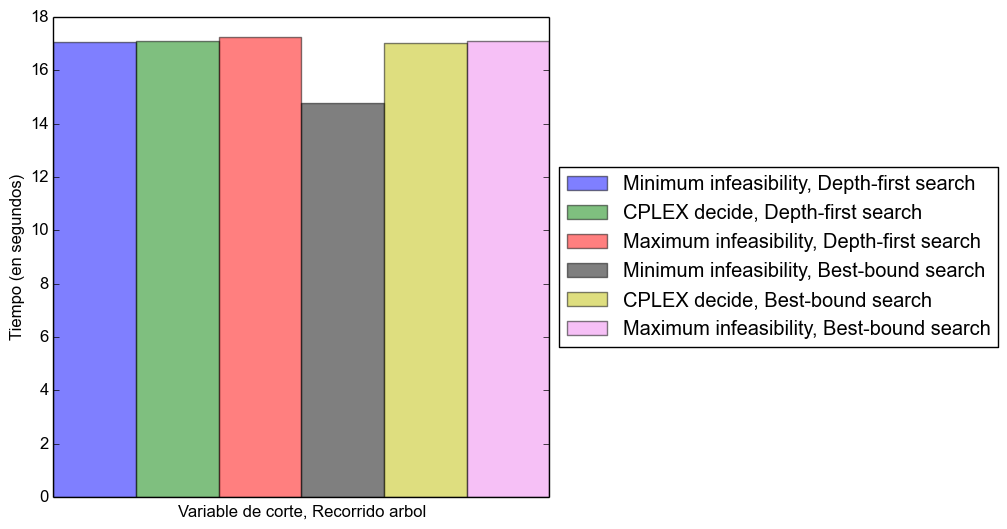 18
16
14
12
10
8
6
4
2
0
Tiempo (en segundos)
Variable de corte, Recorrido arbol
Minimum infeasibility, Depth-first search
CPLEX decide, Depth-first search
Maximum infeasibility, Depth-first search
Minimum infeasibility, Best-bound search
CPLEX decide, Best-bound search
Maximum infeasibility, Best-bound search